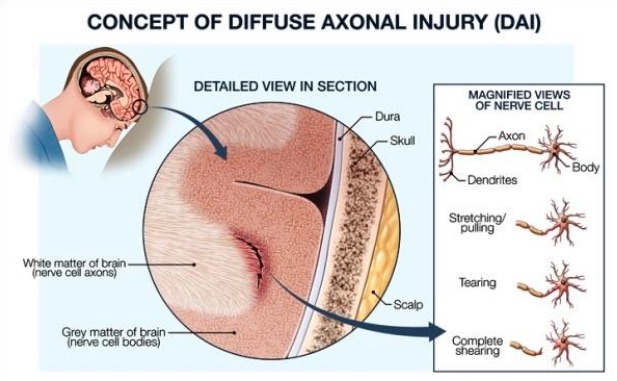 CONCEPT OF DIFFUSE AXONAL INJURY (DAI)
DETAILED VIEW IN SECTION
Dura
Skull
White matter of brain
(nerve cell axons)
Grey matter of brain
(nerve cell bodies)
Scalp
MAGNIFIED VIEWS
OF NERVE CELL
Axon
Body
Dendrites
Stretching/
pulling
Tearing
Complete
shearing